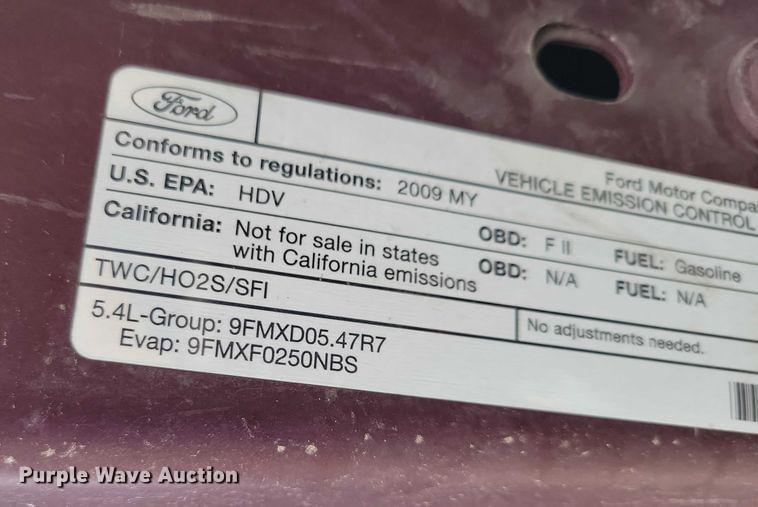 Ford
Ford Motor Compa
VEHICLE EMISSION CONTROL
Conforms to regulations: 2009 MY
U.S. EPA: HDV OBD: F II FUEL: Gasoline
California: Not for sale in states OBD: N/A FUEL: N/A
with California emissions
TWC/HO2S/SFI
No adjustments needed.
5.4L-Group: 9FMXD05.47R7
Evap: 9FMXF0250NBS
Purple Wave Auction